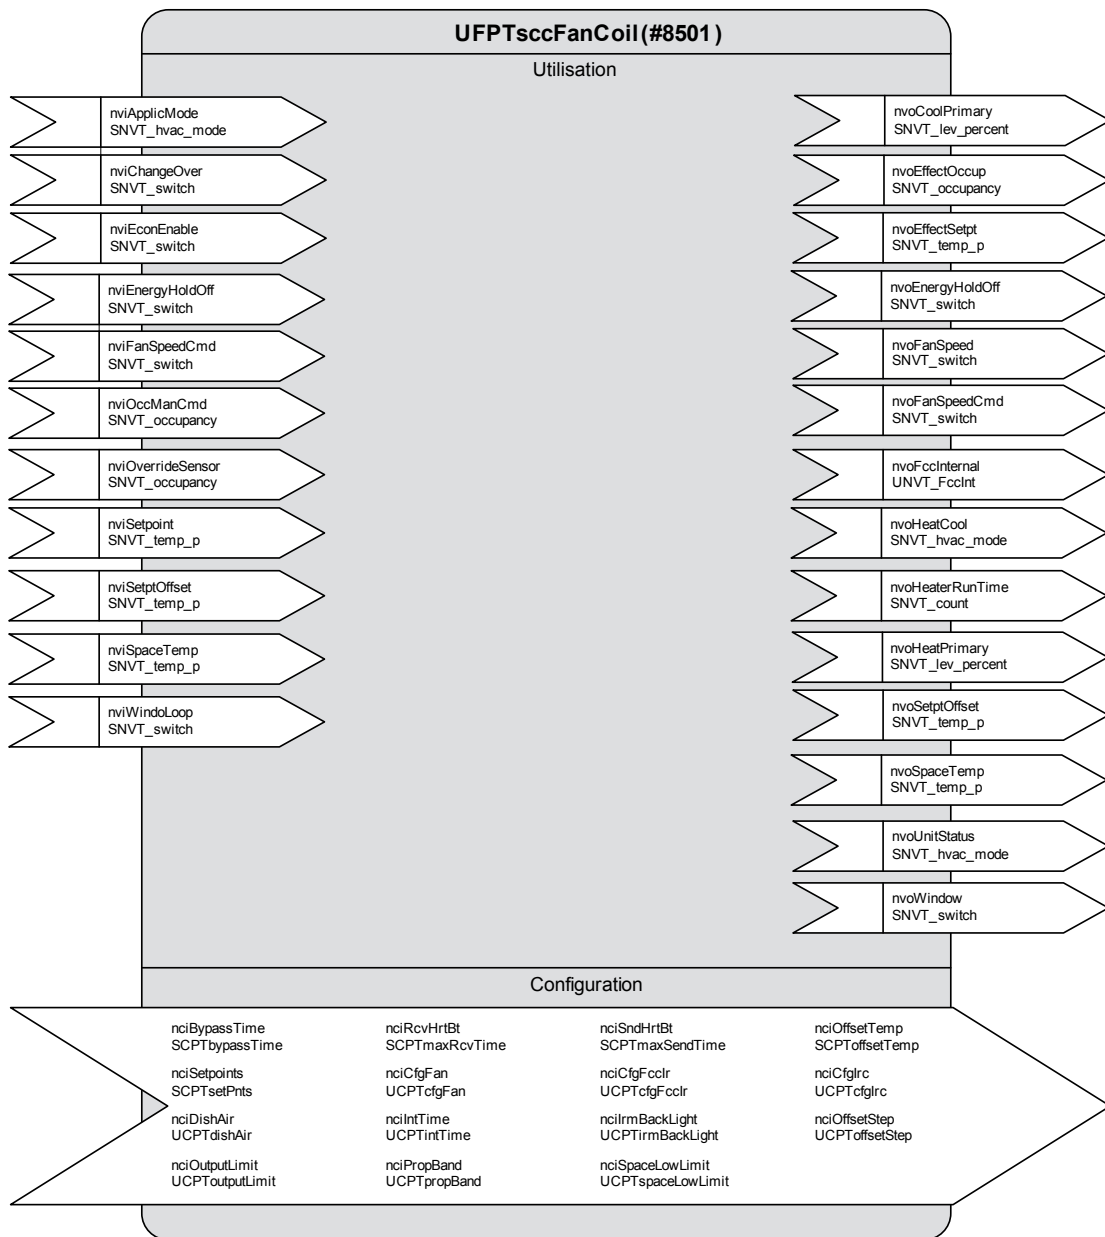 UFPTsccFanCoil(#8501)
Utilisation
nviApplicMode
SNVT_hvac_mode
nviChangeOver
SNVT_switch
nviEconEnable
SNVT_switch
nviEnergyHoldOff
SNVT_switch
nviFanSpeedCmd
SNVT_switch
nviOccManCmd
SNVT_occupancy
nviOverrideSensor
SNVT_occupancy
nviSetpoint
SNVT_temp_p
nviSetptOffset
SNVT_temp_p
nviSpaceTemp
SNVT_temp_p
nviWindoLoop
SNVT_switch
nvoCoolPrimary
SNVT_lev_percent
nvoEffectOccup
SNVT_occupancy
nvoEffectSetpt
SNVT_temp_p
nvoEnergyHoldOff
SNVT_switch
nvoFanSpeed
SNVT_switch
nvoFanSpeedCmd
SNVT_switch
nvoFccInternal
UNVT_FccInt
nvoHeatCool
SNVT_hvac_mode
nvoHeaterRunTime
SNVT_count
nvoHeatPrimary
SNVT_lev_percent
nvoSetptOffset
SNVT_temp_p
nvoSpaceTemp
SNVT_temp_p
nvoUnitStatus
SNVT_hvac_mode
nvoWindow
SNVT_switch
Configuration
nciBypassTime
SCPTbypassTime
nciRcvHrtBt
SCPTmaxRcvTime
nciSndHrtBt
SCPTmaxSendTime
nciOffsetTemp
SCPToffsetTemp
nciSetpoints
SCPTsetPnts
nciCfgFan
UCPTcfgFan
nciCfgFccIr
UCPTcfgFccIr
nciCfgIrc
UCPTcfgIrc
nciDishAir
UCPTdishAir
nciIntTime
UCPTintTime
nciIrmBackLight
UCPTirmBackLight
nciOffsetStep
UCPToffsetStep
nciOutputLimit
UCPToutputLimit
nciPropBand
UCPTpropBand
nciSpaceLowLimit
UCPTspaceLowLimit